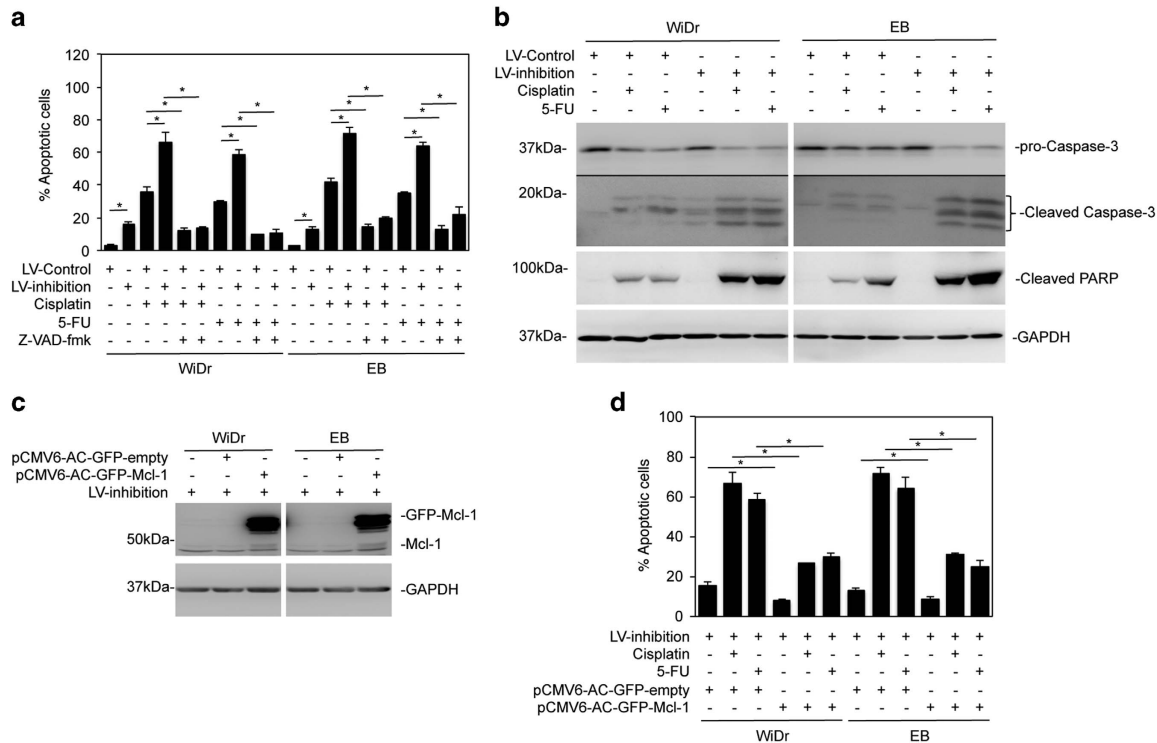 a
120
100
80
60
40
20
0
% Apoptotic cells
* * * * * * * * * * * * * *
LV-Control + - + - + - + - + - + - + - + - + - + -
LV-inhibition - + - + - + - + - + - + - + - + - + - +
Cisplatin - - + + + + - - - - - - + + + + - - - -
5-FU - - - - - - + + + + - - - - - - + + + +
Z-VAD-fmk - - - - + + - - + + - - - - + + - - + +
WiDr EB
b
WiDr EB
LV-Control + + + - - - + + + - - -
LV-inhibition - - - + + + - - - + + +
Cisplatin - + - - + - - + - - + -
5-FU - - + - - + - - + - - +
37kDa- -pro-Caspase-3
20kDa- -Cleaved Caspase-3
100kDa- -Cleaved PARP
37kDa- -GAPDH
c
WiDr EB
pCMV6-AC-GFP-empty - + - - + -
pCMV6-AC-GFP-Mcl-1 - - + - - +
LV-inhibition + + + + + +
-GFP-Mcl-1
50kDa- -Mcl-1
37kDa- -GAPDH
d
100
80
60
40
20
0
% Apoptotic cells
* * * * * *
LV-inhibition + + + + + + + + + + + +
Cisplatin - + - - + - - + - - + -
5-FU - - + - - + - - + - - +
pCMV6-AC-GFP-empty + + + - - - + + + - - -
pCMV6-AC-GFP-Mcl-1 - - - + + + - - - + + +
WiDr EB